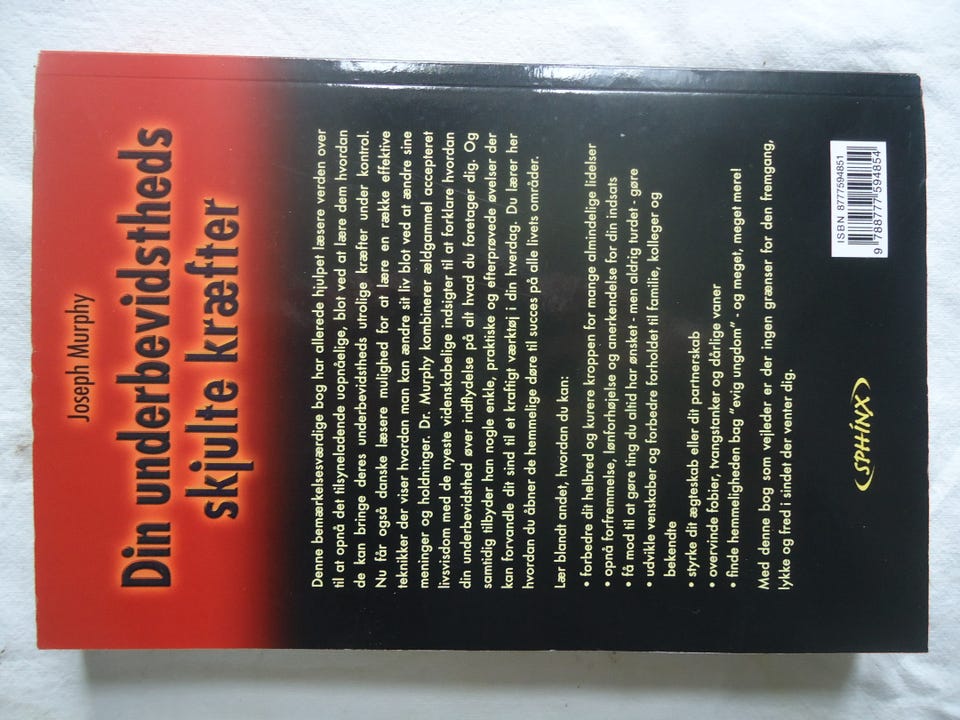 Joseph Murphy
Din underbevidstheds
skjulte kræfter
Denne bemærkelsesværdige bog har allerede hjulpet læsere verden over
til at opnå det tilsyneladende uopnåelige, blot ved at lære dem hvordan
de kan bringe deres underbevidstheds utrolige kræfter under kontrol.
Nu får også danske læsere mulighed for at lære en række effektive
teknikker der viser hvordan man kan ændre sit liv blot ved at ændre sine
meninger og holdninger. Dr. Murphy kombinerer ældgammel accepteret
livsvisdom med de nyeste videnskabelige indsigter til at forklare hvordan
din underbevidsthed øver indflydelse på alt hvad du foretager dig. Og
samtidig tilbyder han nogle enkle, praktiske og efterprøvede øvelser der
kan forvandle dit sind til et kraftigt værktøj i din hverdag. Du lærer her
hvordan du åbner de hemmelige døre til succes på alle livets områder.
Lær blandt andet, hvordan du kan:
• forbedre dit helbred og kurere kroppen for mange almindelige lidelser
• opnå forfremmelse, lønforhøjelse og anerkendelse for din indsats
• få mod til at gøre ting du altid har ønsket - men aldrig turdet - gøre
• udvikle venskaber og forbedre forholdet til familie, kolleger og
bekendte
• styrke dit ægteskab eller dit partnerskab
• overvinde fobier, tvangstanker og dårlige vaner
• finde hemmeligheden bag "evig ungdom" - og meget, meget mere!
Med denne bog som vejleder er der ingen grænser for den fremgang,
lykke og fred i sindet der venter dig.
SPHINX
ISBN 8777594851
9 788777 594854